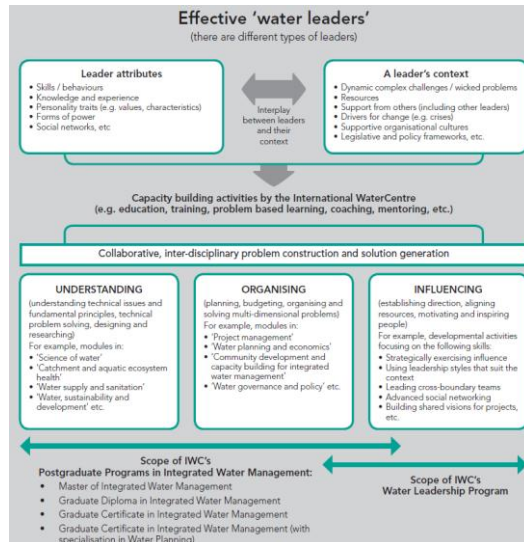 Effective 'water leaders'
(there are different types of leaders)
Leader attributes
• Skills / behaviours
• Knowledge and experience
• Personality traits (e.g. values, characteristics)
• Forms of power
• Social networks, etc
Interplay
between leaders
and their
context
A leader's context
• Dynamic complex challenges / wicked problems
• Resources
• Support from others (including other leaders)
• Drivers for change (e.g. crises)
• Supportive organisational cultures
• Legislative and policy frameworks, etc.
Capacity building activities by the International WaterCentre
(e.g. education, training, problem based learning, coaching, mentoring, etc.)
Collaborative, inter-disciplinary problem construction and solution generation
UNDERSTANDING
(understanding technical issues and
fundamental principles, technical
problem solving, designing and
researching)
For example, modules in:
• 'Science of water'
• 'Catchment and aquatic ecosystem
health'
• 'Water supply and sanitation'
• 'Water, sustainability and
development' etc.
ORGANISING
(planning, budgeting, organising and
solving multi-dimensional problems)
For example, modules in:
• 'Project management'
• 'Water planning and economics'
• 'Community development and
capacity building for integrated
water management'
• 'Water governance and policy' etc.
INFLUENCING
(establishing direction, aligning
resources, motivating and inspiring
people)
For example, developmental activities
focusing on the following skills:
• Strategically exercising influence
• Using leadership styles that suit the
context
• Leading cross-boundary teams
• Advanced social networking
• Building shared visions for projects,
etc.
Scope of IWC's
Postgraduate Programs in Integrated Water Management:
• Master of Integrated Water Management
• Graduate Diploma in Integrated Water Management
• Graduate Certificate in Integrated Water Management
• Graduate Certificate in Integrated Water Management (with
specialisation in Water Planning)
Scope of IWC's
Water Leadership Program